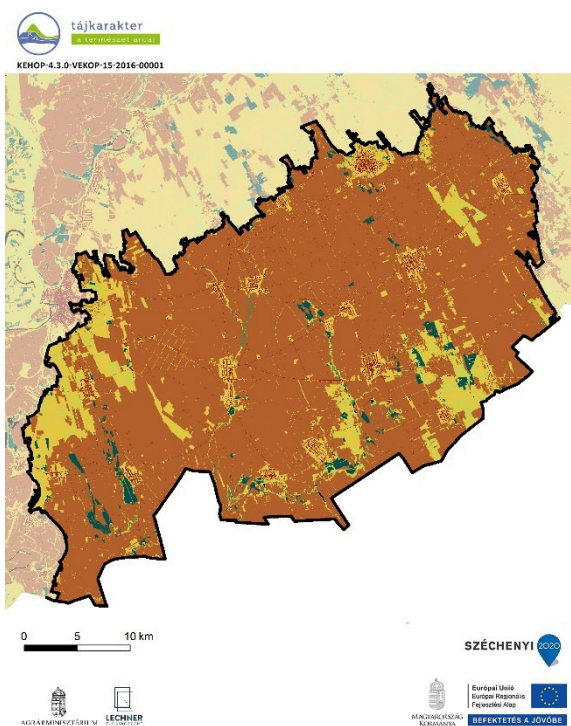 tájkarakter
a természet arcai
KEHOP-4.3.0-VEKOP-15-2016-00001
0 5 10 km
SZÉCHENYI 2020
AGRÁRMINISZTÉRIUM
LECHNER
MAGYARORSZÁG
KORMÁNYA
Európai Unió
Európai Regionális
Fejlesztési Alap
BEFEKTETÉS A JÖVŐBE